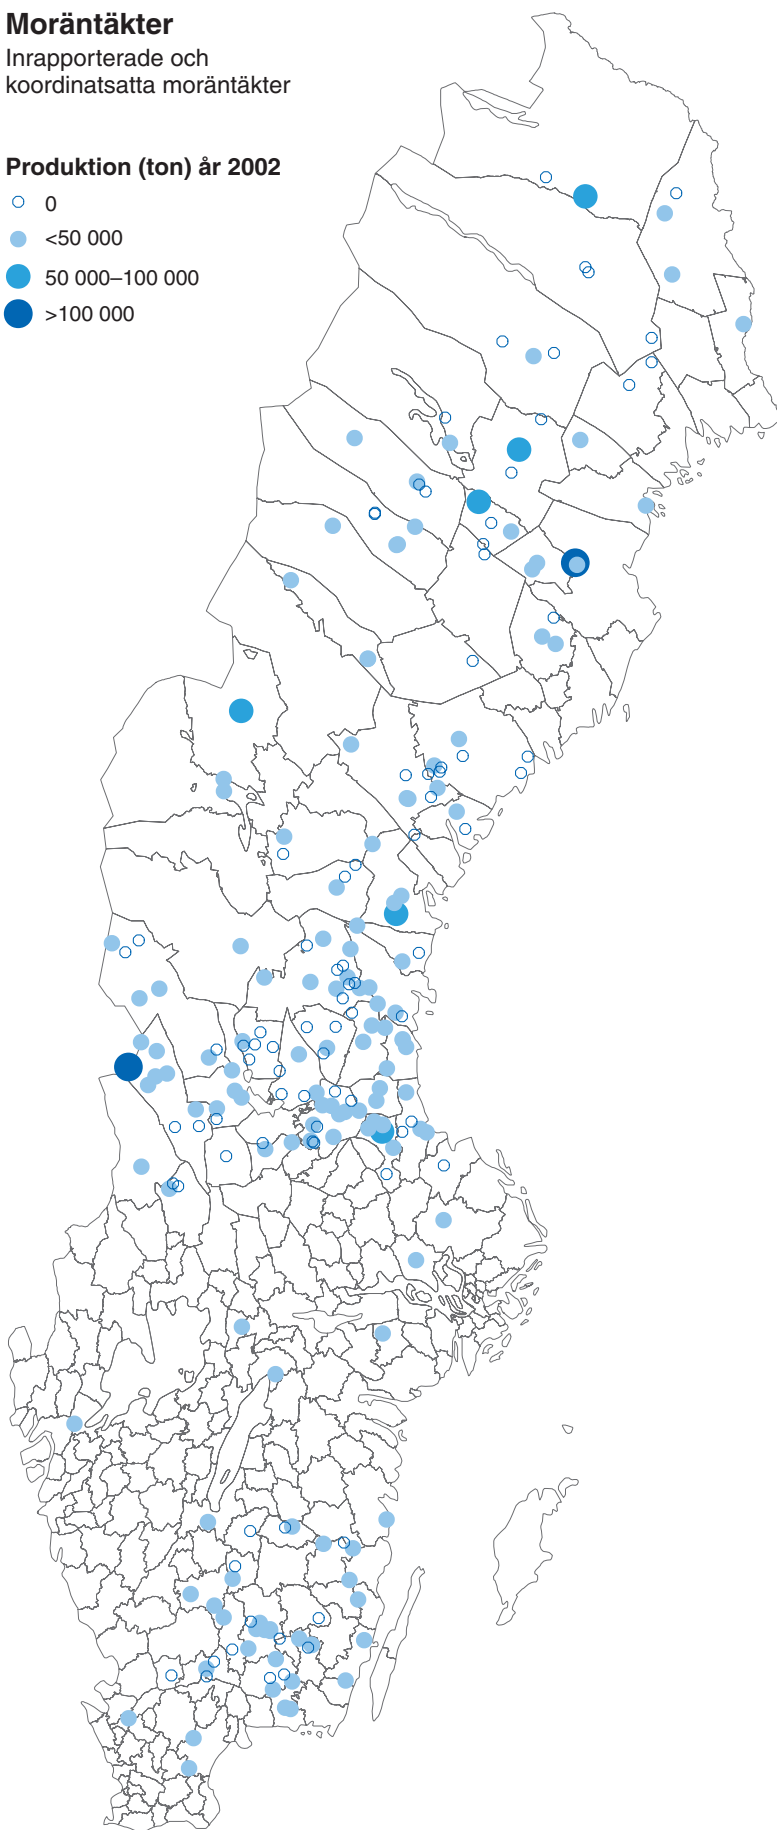 Moräntäkter
Inrapporterade och
koordinatsatta moräntäkter
Produktion (ton) år 2002
0
<50 000
50 000–100 000
>100 000